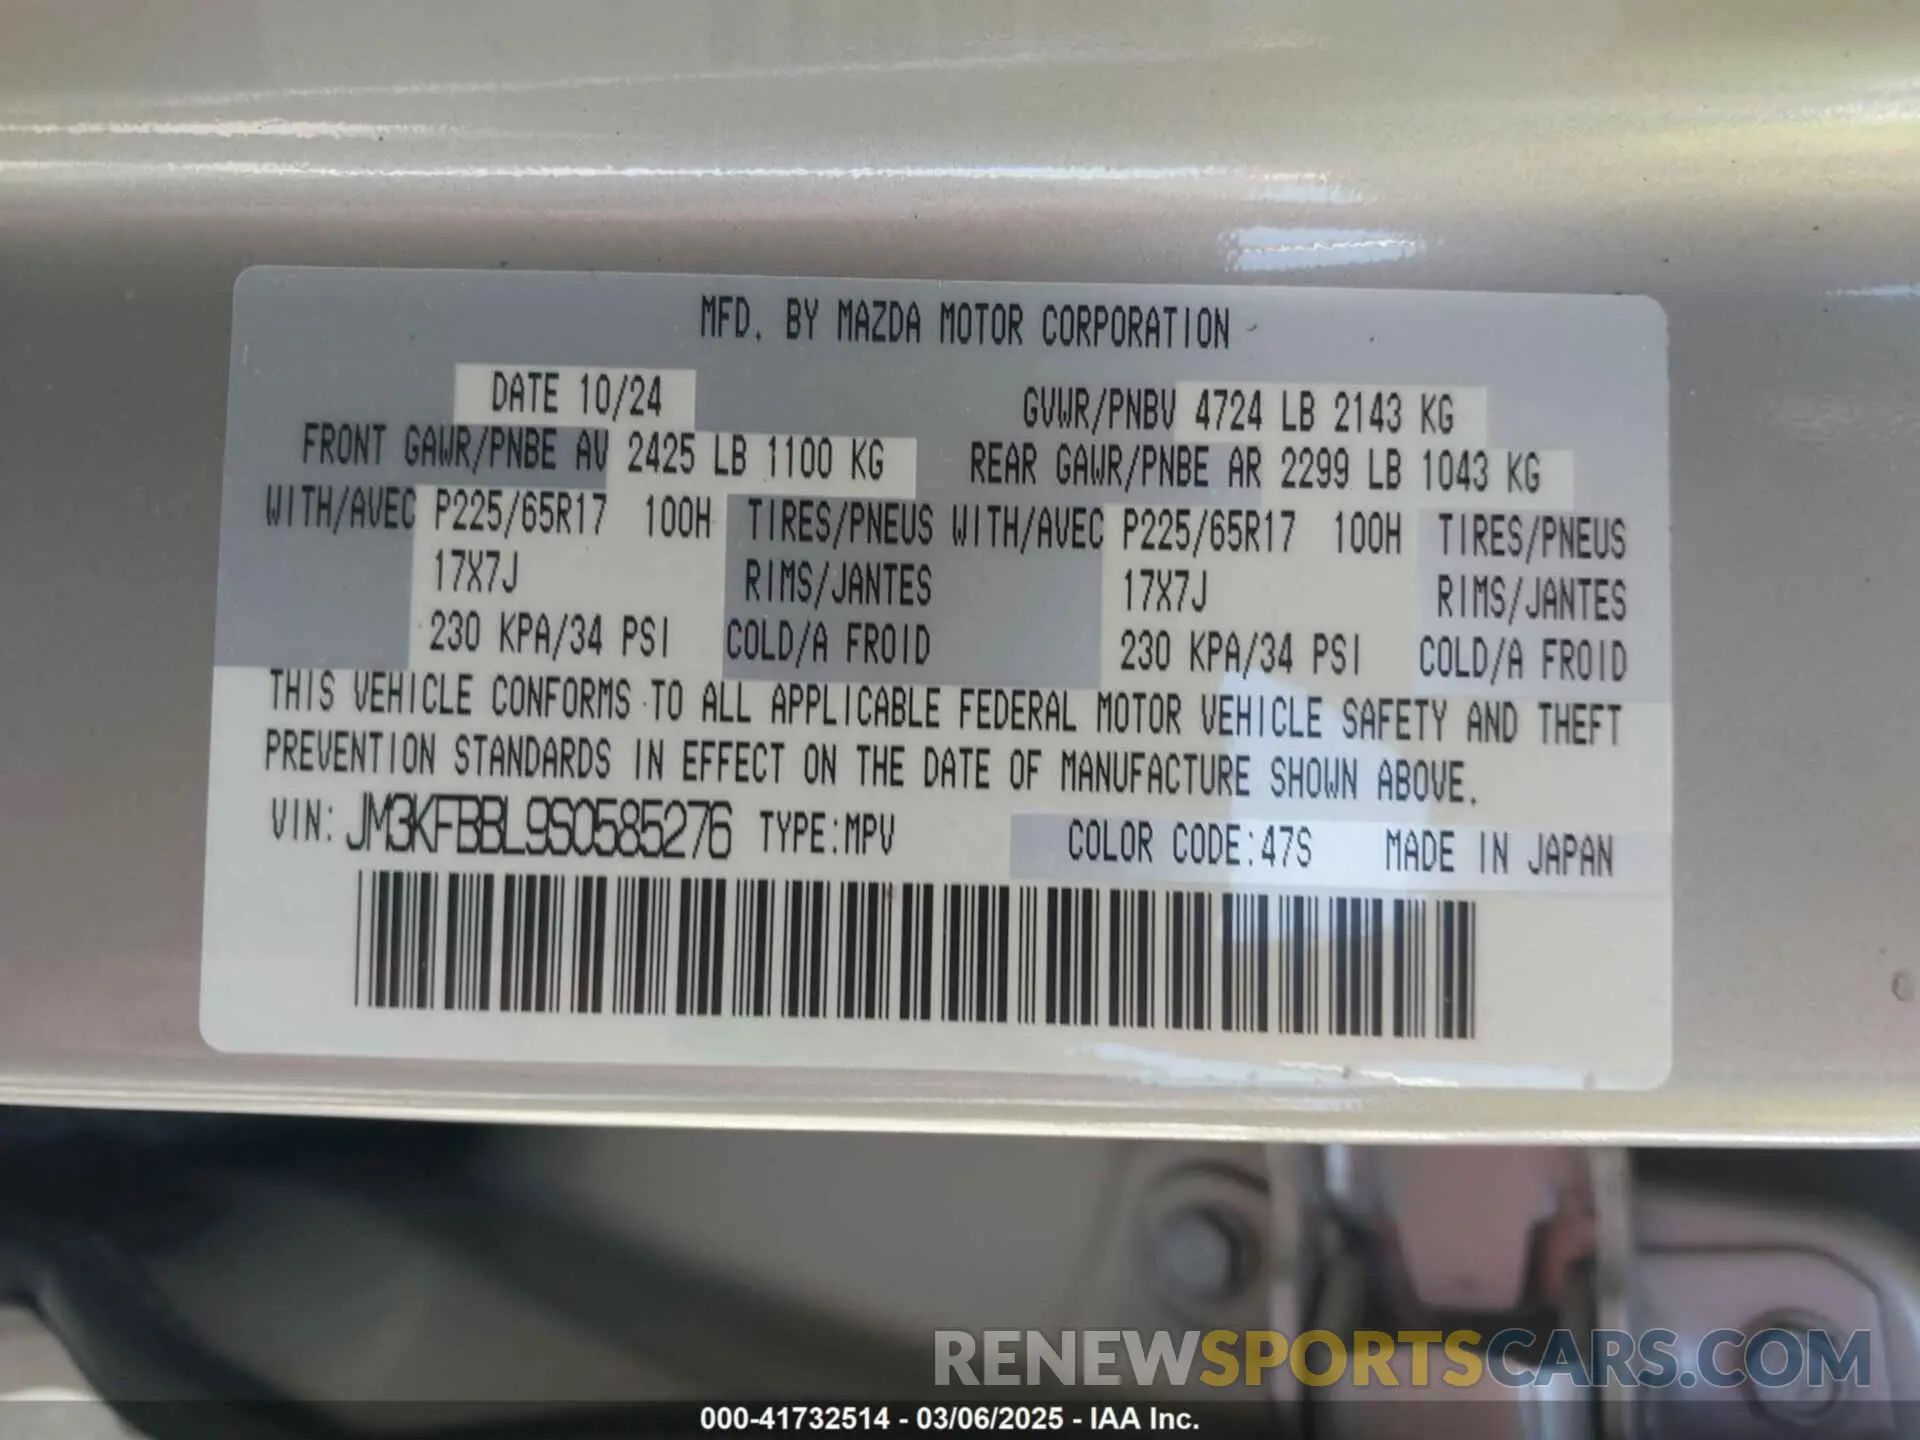 MFD. BY MAZDA MOTOR CORPORATION
DATE 10/24 GVWR/PNBV 4724 LB 2143 KG
FRONT GAWR/PNBE AV 2425 LB 1100 KG REAR GAWR/PNBE AR 2299 LB 1043 KG
WITH/AVEC P225/65R17 100H TIRES/PNEUS WITH/AVEC P225/65R17 100H TIRES/PNEUS
17X7J RIMS/JANTES 17X7J RIMS/JANTES
230 KPA/34 PSI COLD/A FROID 230 KPA/34 PSI COLD/A FROID
THIS VEHICLE CONFORMS TO ALL APPLICABLE FEDERAL MOTOR VEHICLE SAFETY AND THEFT
PREVENTION STANDARDS IN EFFECT ON THE DATE OF MANUFACTURE SHOWN ABOVE.
VIN: JM3KFBBL9S0585276 TYPE:MPV COLOR CODE:47S MADE IN JAPAN
RENEWSPORTSCARS.COM
000-41732514 - 03/06/2025 - IAA Inc.